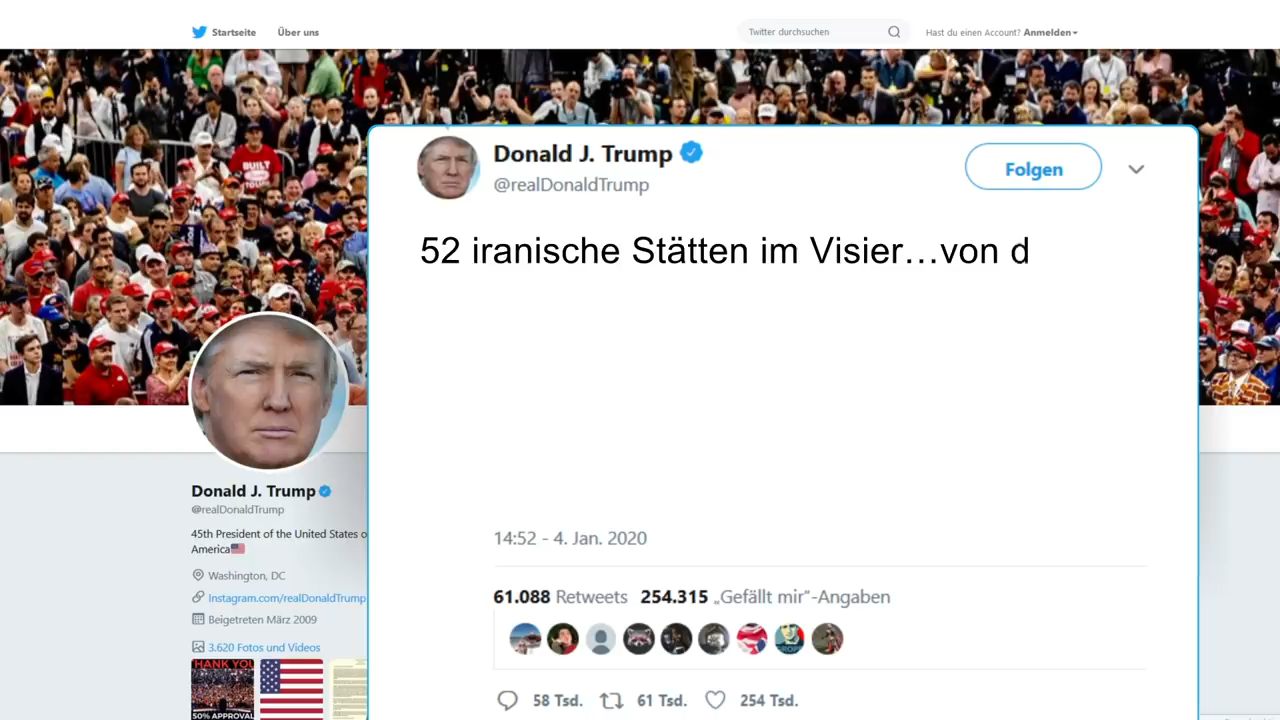 Startseite Über uns Twitter durchsuchen Hast du einen Account? Anmelden
BUILT
Donald J. Trump
@realDonaldTrump
Folgen
52 iranische Stätten im Visier…von d
14:52 - 4. Jan. 2020
61.088 Retweets 254.315 „Gefällt mir“-Angaben
58 Tsd. 61 Tsd. 254 Tsd.
Donald J. Trump
@realDonaldTrump
45th President of the United States o
America
Washington, DC
Instagram.com/realDonaldTrump
Beigetreten März 2009
3.620 Fotos und Videos
THANK YOU
50% APPROVAL